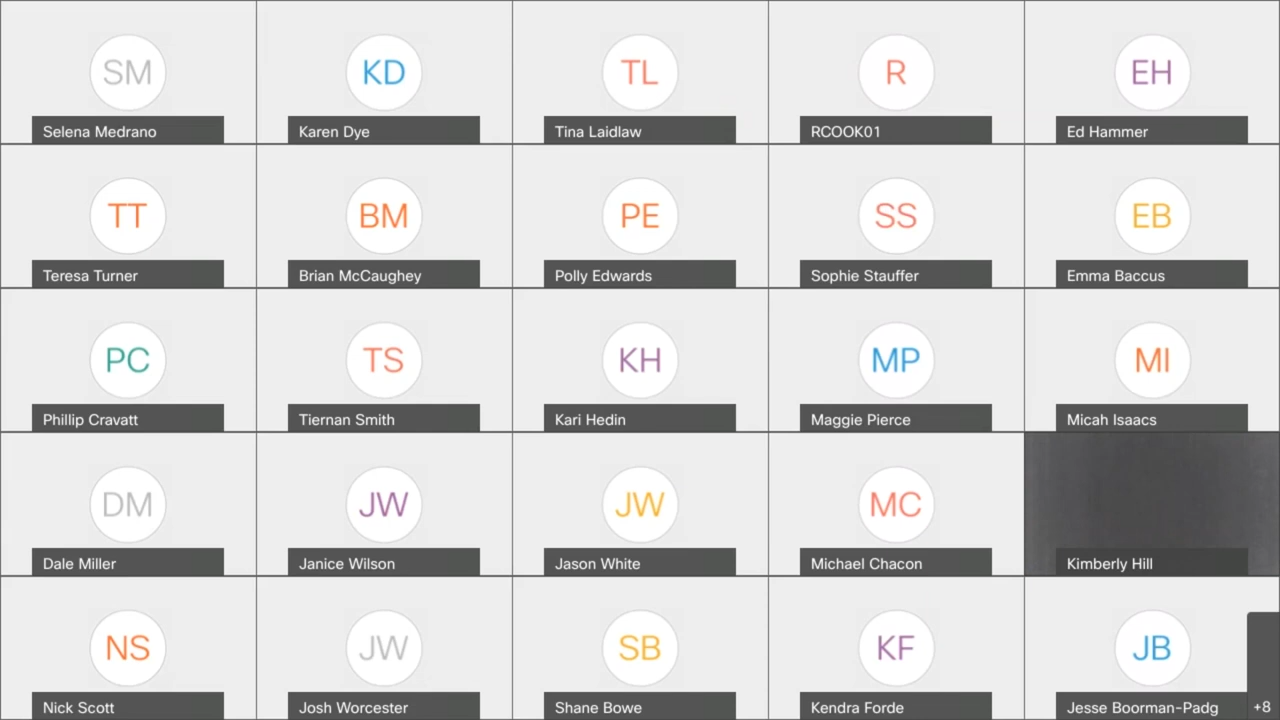 SM
KD
TL
R
EH
Selena Medrano
Karen Dye
Tina Laidlaw
RCOOK01
Ed Hammer
TT
BM
PE
SS
EB
Teresa Turner
Brian McCaughey
Polly Edwards
Sophie Stauffer
Emma Baccus
PC
TS
KH
MP
MI
Phillip Cravatt
Tiernan Smith
Kari Hedin
Maggie Pierce
Micah Isaacs
DM
JW
JW
MC
Dale Miller
Janice Wilson
Jason White
Michael Chacon
Kimberly Hill
NS
JW
SB
KF
JB
Nick Scott
Josh Worcester
Shane Bowe
Kendra Forde
Jesse Boorman-Padg
+8